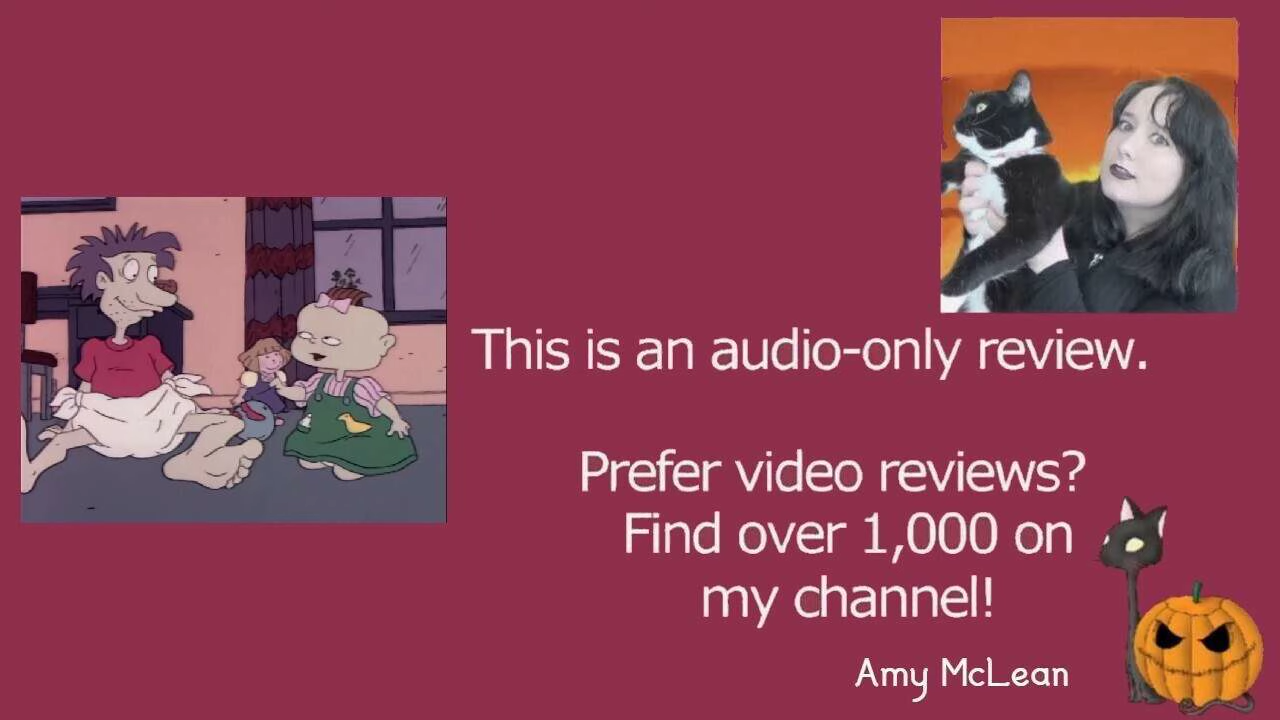 This is an audio-only review.
Prefer video reviews?
Find over 1,000 on
my channel!
Amy McLean